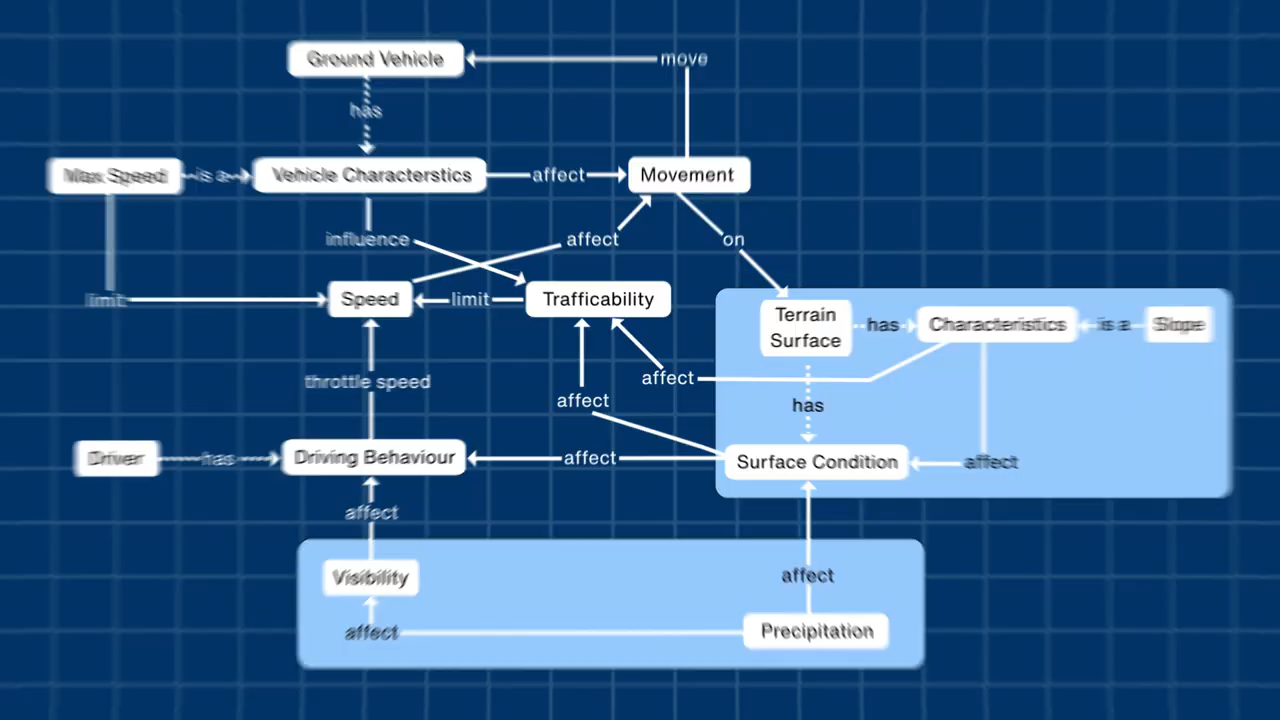 Ground Vehicle
move
has
Max Speed
is a
Vehicle Characterstics
affect
Movement
influence
affect
on
limit
Speed
limit
Trafficability
Terrain
Surface
has
Characteristics
is a
Slope
throttle speed
affect
affect
has
Driver
has
Driving Behaviour
affect
Surface Condition
affect
affect
Visibility
affect
affect
Precipitation